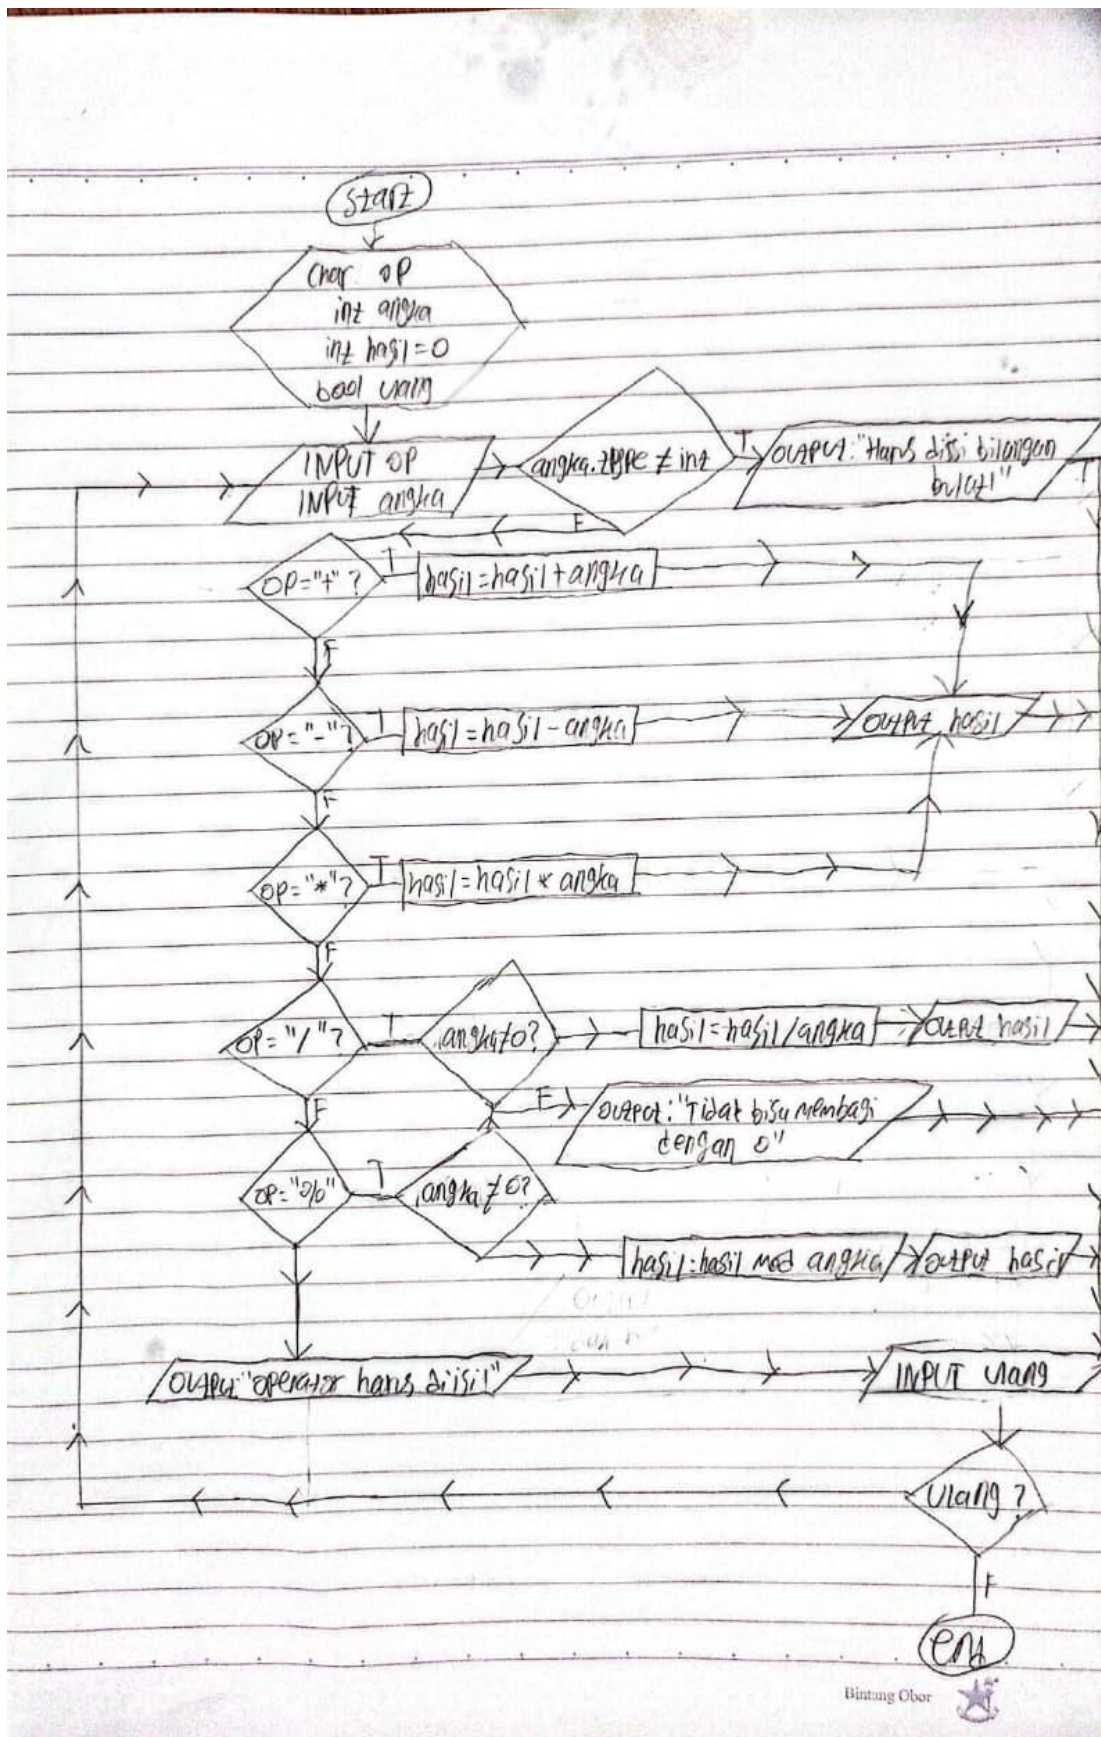 Start
Char OP
int angka
int hasil=0
bool ulang
INPUT OP
INPUT angka
angka.type ≠ int
T
OUTPUT: "Harus diisi bilangan
bulat!"
F
OP="+" ?
T
hasil=hasil+angka
F
OP="-"?
T
hasil=hasil-angka
OUTPUT hasil
F
OP="*"?
T
hasil=hasil * angka
F
OP="/"?
T
angka≠0?
hasil=hasil/angka
OUTPUT hasil
F
F
OUTPUT: "Tidak bisa membagi
dengan 0"
OP="%"
T
angka ≠ 0?
hasil=hasil mod angka
OUTPUT hasil
OUTPUT "operator harus diisi!"
INPUT ulang
ulang ?
F
end
Bintang Obor